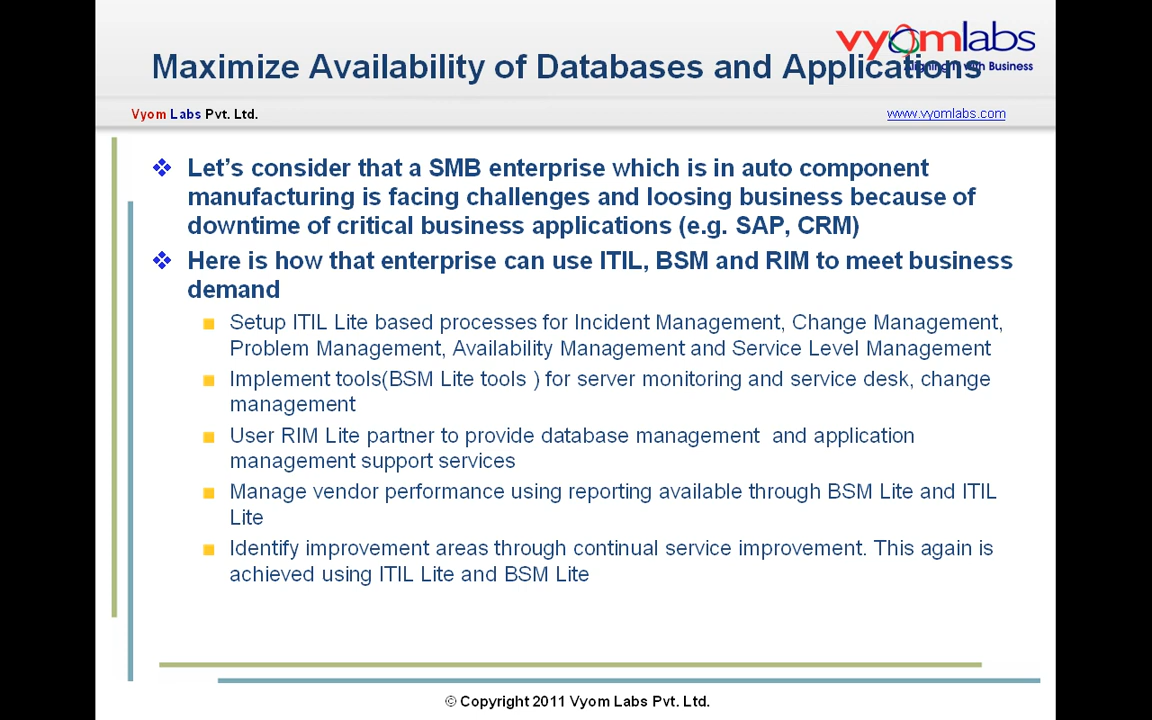 vyomlabs
Maximize Availability of Databases and Applications
Aligning IT with Business
Vyom Labs Pvt. Ltd.
www.vyomlabs.com
Let's consider that a SMB enterprise which is in auto component
manufacturing is facing challenges and loosing business because of
downtime of critical business applications (e.g. SAP, CRM)
Here is how that enterprise can use ITIL, BSM and RIM to meet business
demand
Setup ITIL Lite based processes for Incident Management, Change Management,
Problem Management, Availability Management and Service Level Management
Implement tools(BSM Lite tools ) for server monitoring and service desk, change
management
User RIM Lite partner to provide database management  and application
management support services
Manage vendor performance using reporting available through BSM Lite and ITIL
Lite
Identify improvement areas through continual service improvement. This again is
achieved using ITIL Lite and BSM Lite
© Copyright 2011 Vyom Labs Pvt. Ltd.